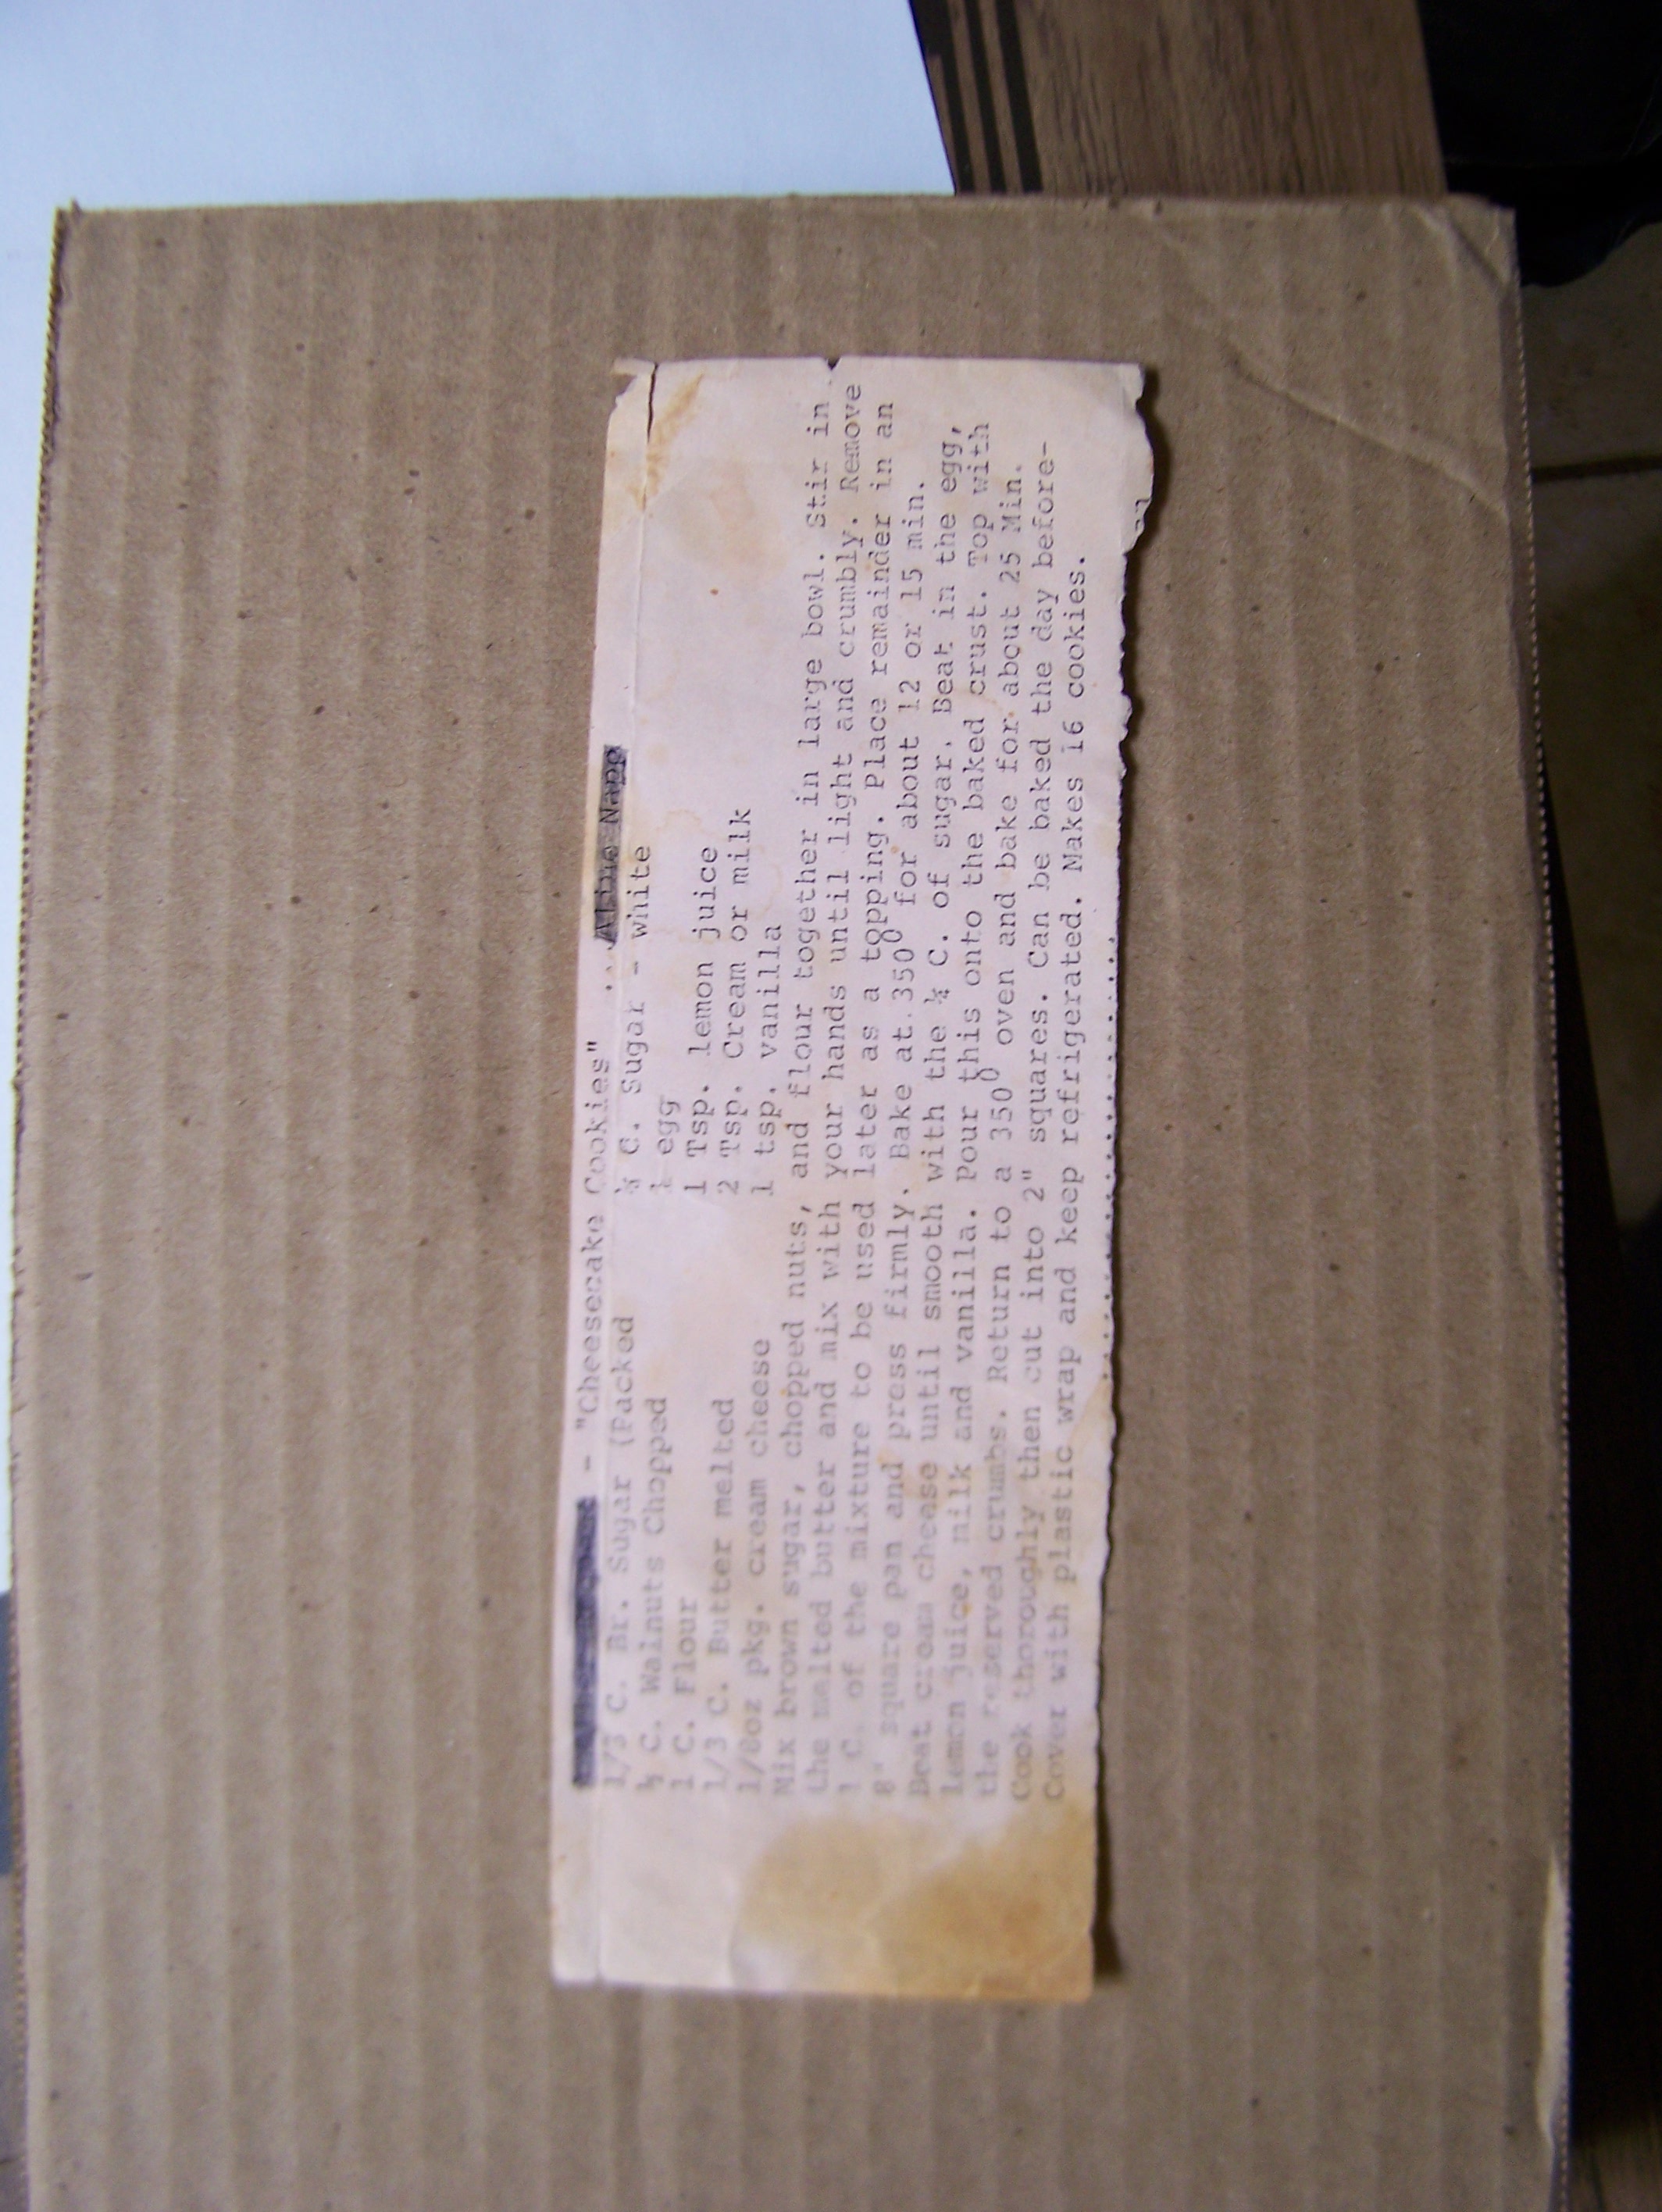 - "Cheesecake Cookies" ...
1/3 C. Br. Sugar (Packed
½ C. Walnuts Chopped
1 C. Flour
1/3 C. Butter melted
1/8oz pkg. cream cheese
C. Sugar - white
egg
1 Tsp. lemon juice
2 Tsp. Cream or milk
1 tsp. vanilla
Mix brown sugar, chopped nuts, and flour together in large bowl. Stir in
the melted butter and mix with your hands until light and crumbly. Remove
1 C. of the mixture to be used later as a topping. Place remainder in an
8" square pan and press firmly. Bake at 350⁰ for about 12 or 15 min.
Beat cream cheese until smooth with the ¼ C. of sugar. Beat in the egg,
lemon juice, milk and vanilla. Pour this onto the baked crust. Top with
the reserved crumbs. Return to a 350⁰ oven and bake for about 25 Min.
Cook thoroughly then cut into 2" squares. Can be baked the day before-
Cover with plastic wrap and keep refrigerated. Makes 16 cookies.